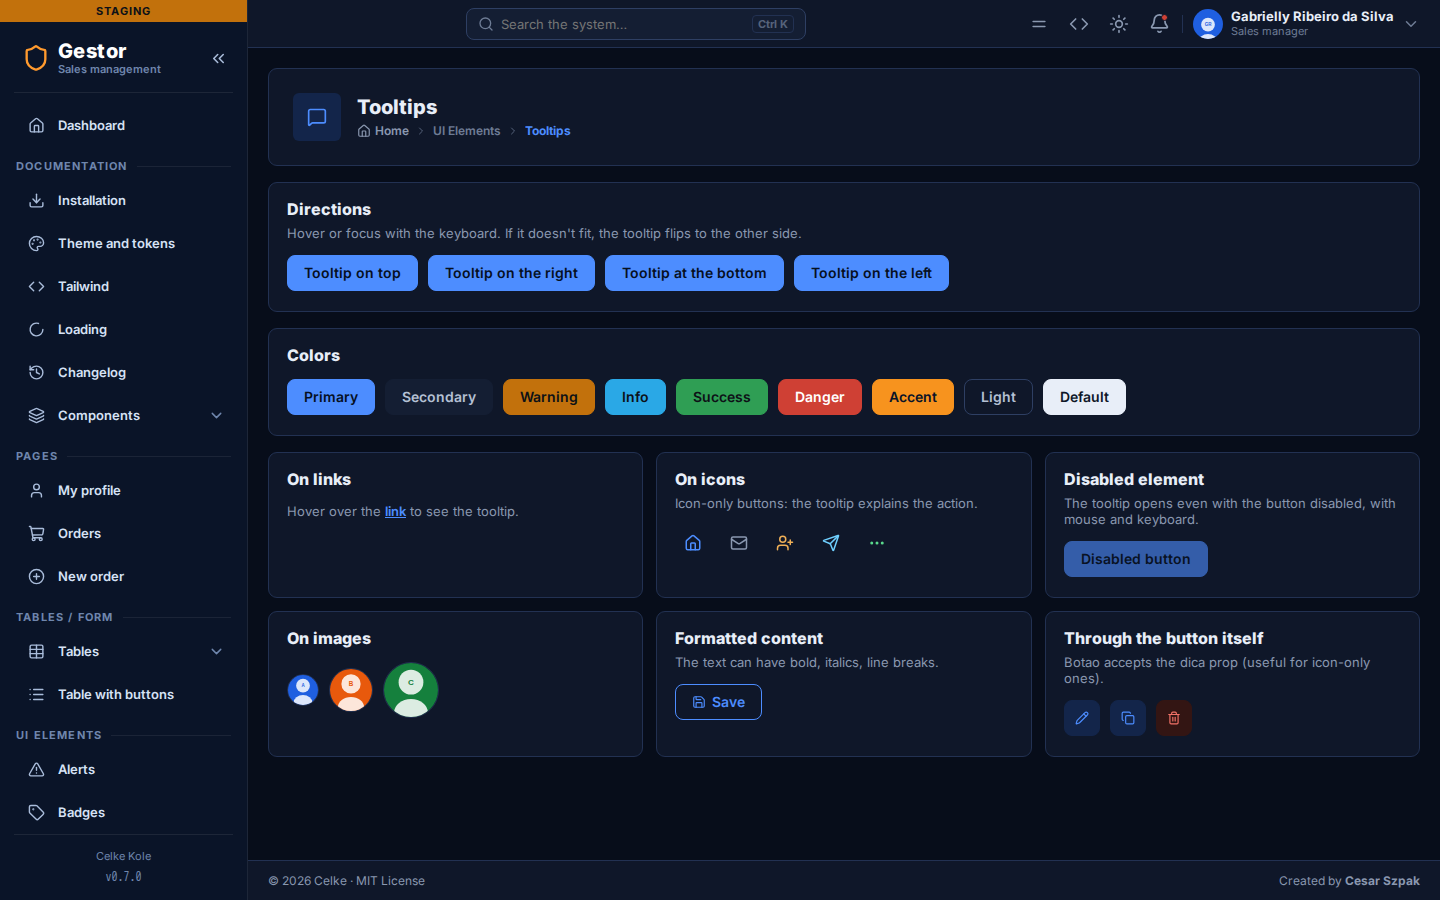 STAGING
Gestor
Sales management
Dashboard
DOCUMENTATION
Installation
Theme and tokens
Tailwind
Loading
Changelog
Components
PAGES
My profile
Orders
New order
TABLES / FORM
Tables
Table with buttons
UI ELEMENTS
Alerts
Badges
Celke Kole
v0.7.0
Search the system...
Ctrl K
GR
Gabrielly Ribeiro da Silva
Sales manager
Tooltips
Home
UI Elements
Tooltips
Directions
Hover or focus with the keyboard. If it doesn't fit, the tooltip flips to the other side.
Tooltip on top
Tooltip on the right
Tooltip at the bottom
Tooltip on the left
Colors
Primary
Secondary
Warning
Info
Success
Danger
Accent
Light
Default
On links
Hover over the link to see the tooltip.
On icons
Icon-only buttons: the tooltip explains the action.
Disabled element
The tooltip opens even with the button disabled, with
mouse and keyboard.
Disabled button
On images
A
B
C
Formatted content
The text can have bold, italics, line breaks.
Save
Through the button itself
Botao accepts the dica prop (useful for icon-only
ones).
© 2026 Celke · MIT License
Created by Cesar Szpak